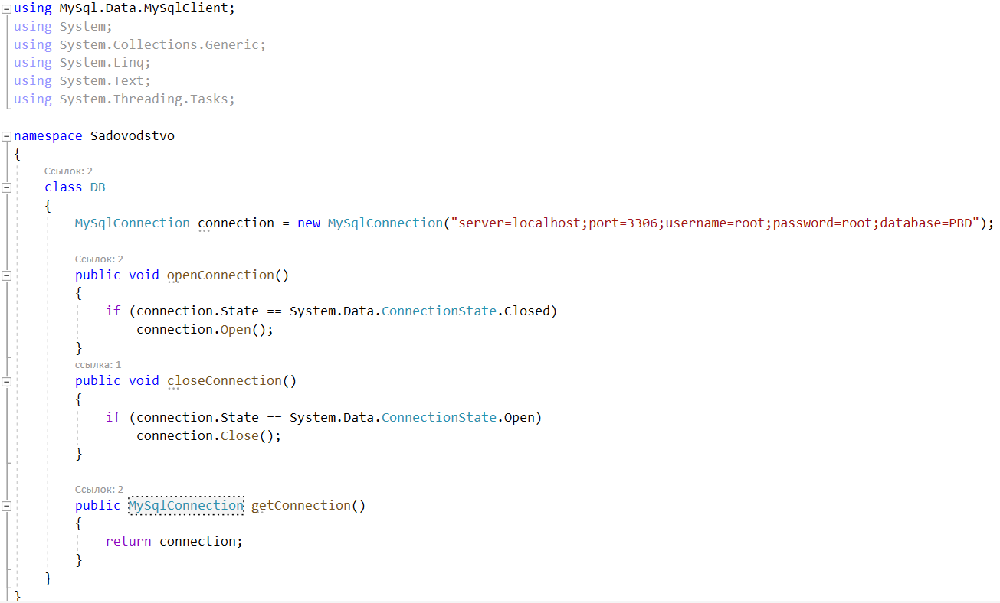 using MySql.Data.MySqlClient;
using System;
using System.Collections.Generic;
using System.Linq;
using System.Text;
using System.Threading.Tasks;
namespace Sadovodstvo
{
Ссылок: 2
class DB
{
MySqlConnection connection = new MySqlConnection("server=localhost;port=3306;username=root;password=root;database=PBD");
Ссылок: 2
public void openConnection()
{
if (connection.State == System.Data.ConnectionState.Closed)
connection.Open();
}
ссылка: 1
public void closeConnection()
{
if (connection.State == System.Data.ConnectionState.Open)
connection.Close();
}
Ссылок: 2
public MySqlConnection getConnection()
{
return connection;
}
}
}